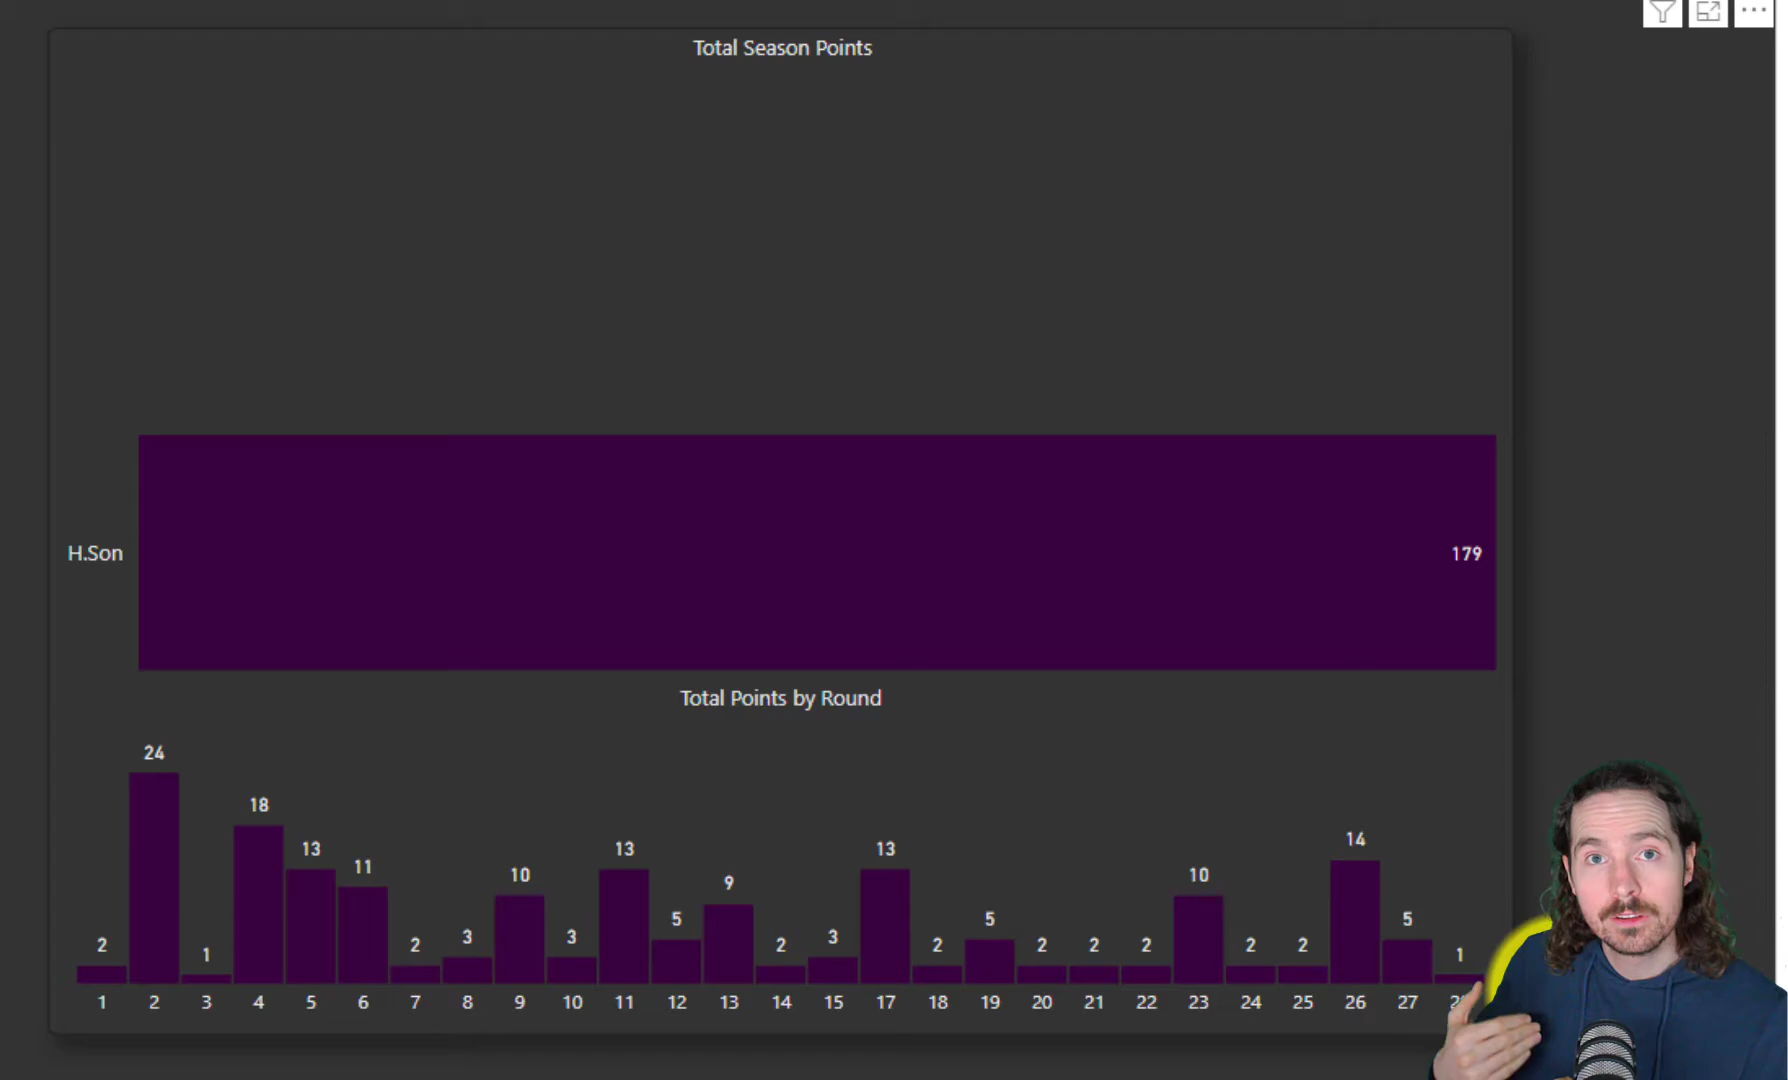 Total Season Points
H.Son
179
Total Points by Round
2 24 1 18 13 11 2 3 10 3 13 5 9 2 3 13 2 5 2 2 2 10 2 2 14 5 1
1 2 3 4 5 6 7 8 9 10 11 12 13 14 15 17 18 19 20 21 22 23 24 25 26 27